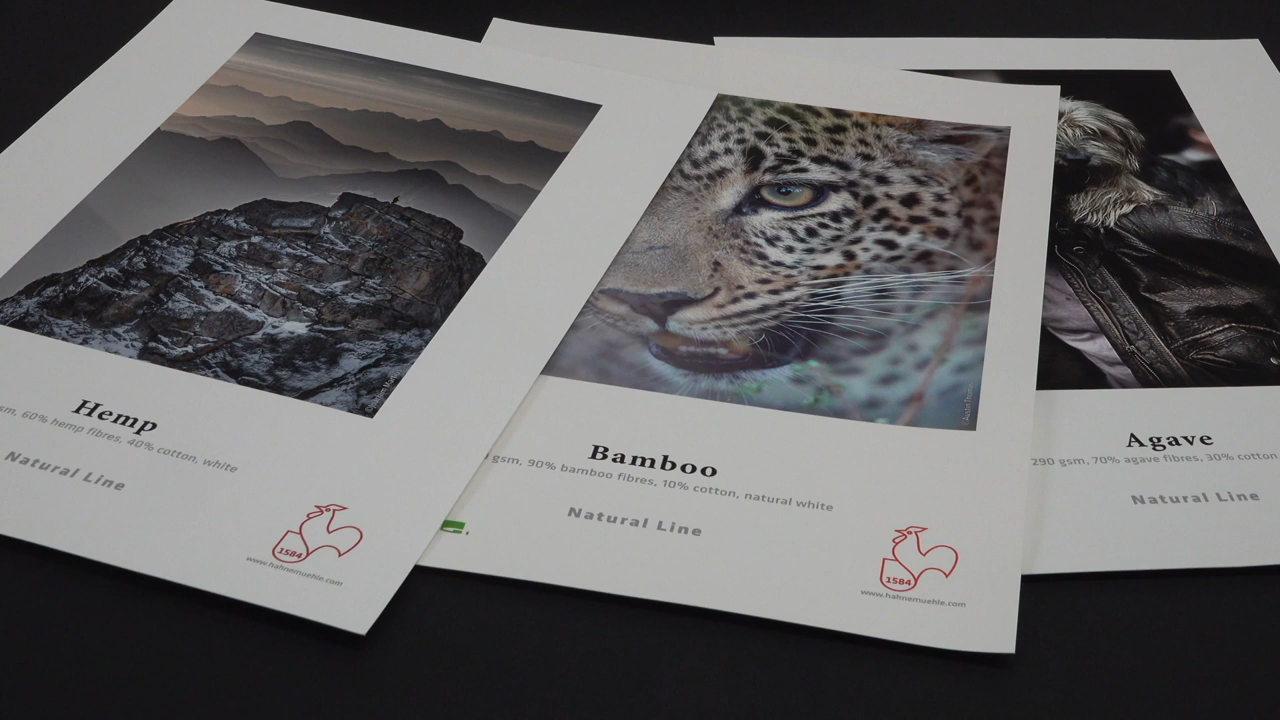 Hemp
gsm, 60% hemp fibres, 40% cotton, white
Natural Line
1584
www.hahnemuehle.com
Bamboo
gsm, 90% bamboo fibres, 10% cotton, natural white
Natural Line
1584
www.hahnemuehle.com
Agave
290 gsm, 70% agave fibres, 30% cotton
Natural Line